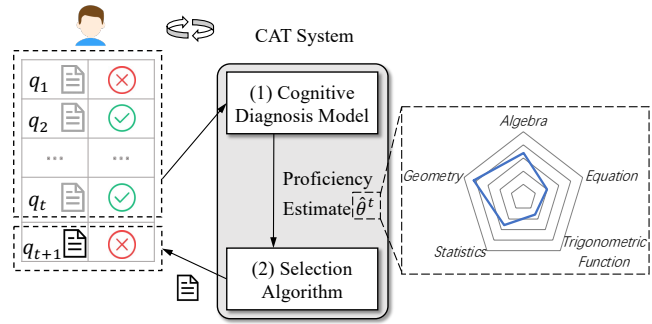 CAT System
q1
q2
... ...
qt
qt+1
(1) Cognitive
Diagnosis Model
Proficiency
Estimate θ̂^t
(2) Selection
Algorithm
Algebra
Geometry
Equation
Statistics
Trigonometric
Function